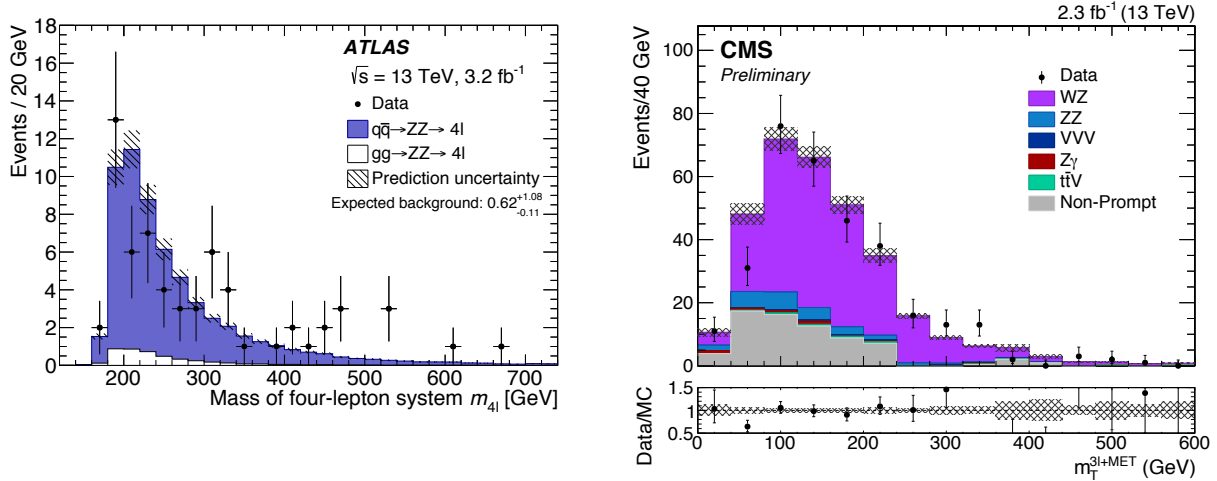 ATLAS
√s = 13 TeV, 3.2 fb⁻¹
Data
qq̄→ZZ→ 4l
gg→ZZ→ 4l
Prediction uncertainty
Expected background: 0.62 +1.08 -0.11
Events / 20 GeV
18
16
14
12
10
8
6
4
2
0
200 300 400 500 600 700
Mass of four-lepton system m4l [GeV]
2.3 fb⁻¹ (13 TeV)
CMS
Preliminary
Data
WZ
ZZ
VVV
Zγ
tt̄V
Non-Prompt
Events/40 GeV
100
80
60
40
20
0
Data/MC
1.5
1
0.5
0 100 200 300 400 500 600
m_T^3l+MET (GeV)